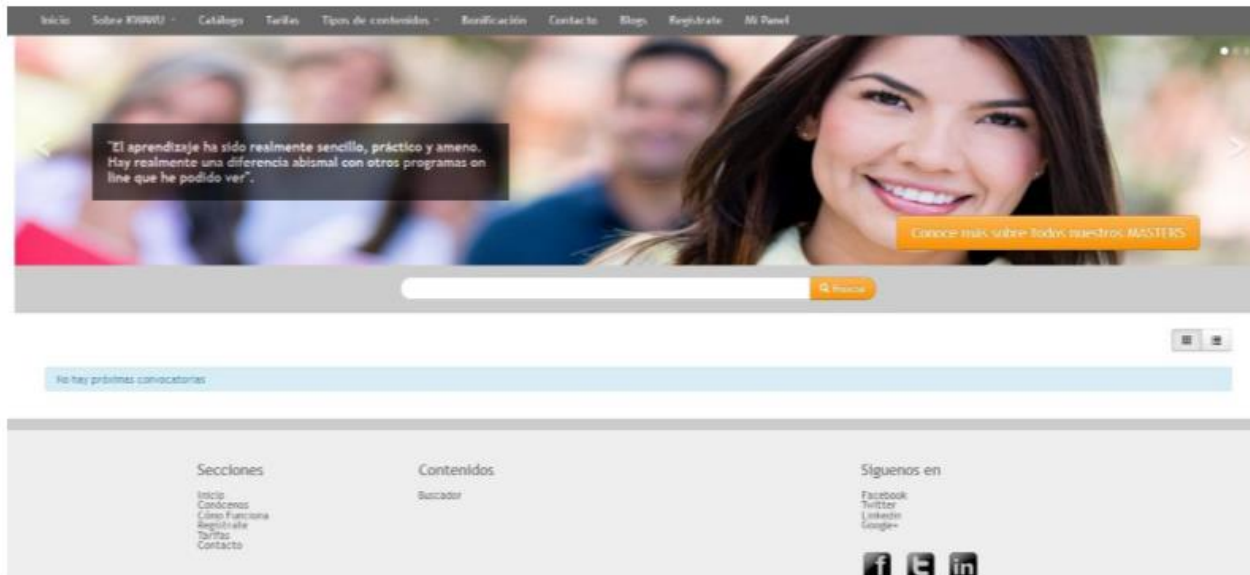 Inicio Sobre KWAWU Catálogo Tarifas Tipos de contenidos Bonificación Contacto Blogs Regístrate Mi Panel
"El aprendizaje ha sido realmente sencillo, práctico y ameno.
Hay realmente una diferencia abismal con otros programas on
line que he podido ver".
Conoce más sobre todos nuestros MASTERS
Buscar
No hay próximas convocatorias
Secciones
Inicio
Conócenos
Cómo Funciona
Regístrate
Tarifas
Contacto
Contenidos
Buscador
Síguenos en
Facebook
Twitter
Linkedin
Google+
f t in